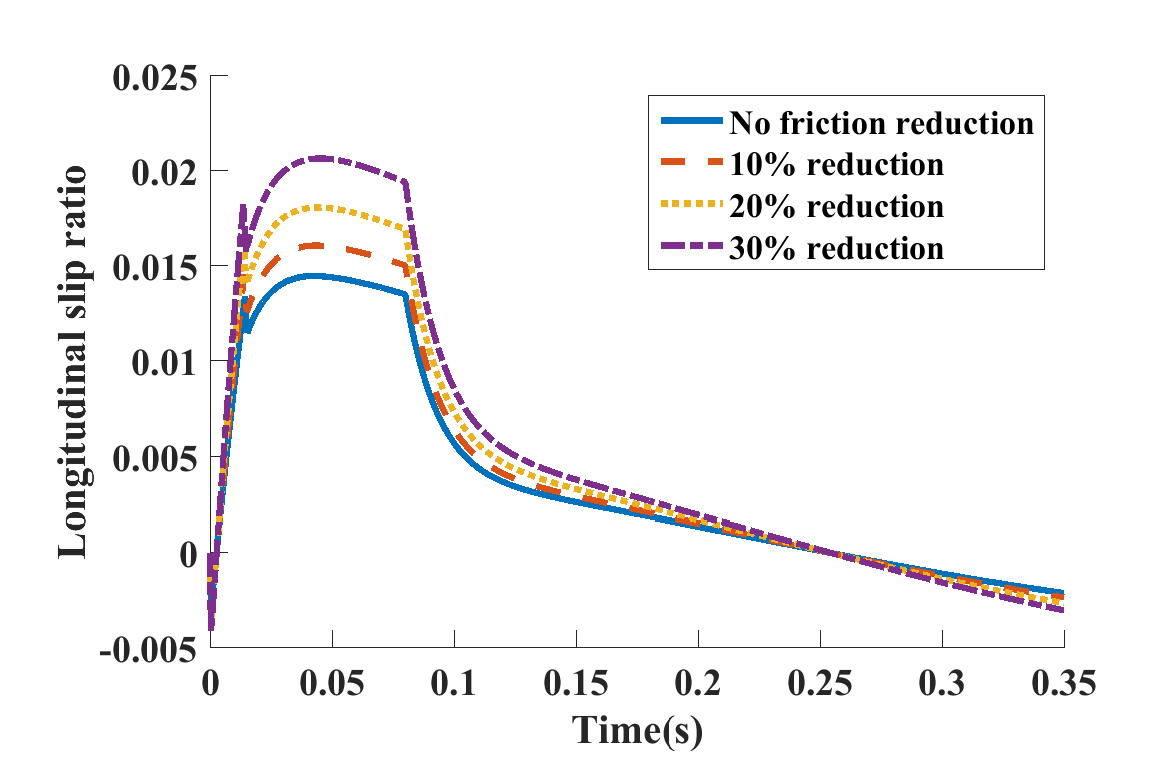 0.025
0.02
0.015
0.01
0.005
0
-0.005
Longitudinal slip ratio
No friction reduction
10% reduction
20% reduction
30% reduction
0 0.05 0.1 0.15 0.2 0.25 0.3 0.35
Time(s)